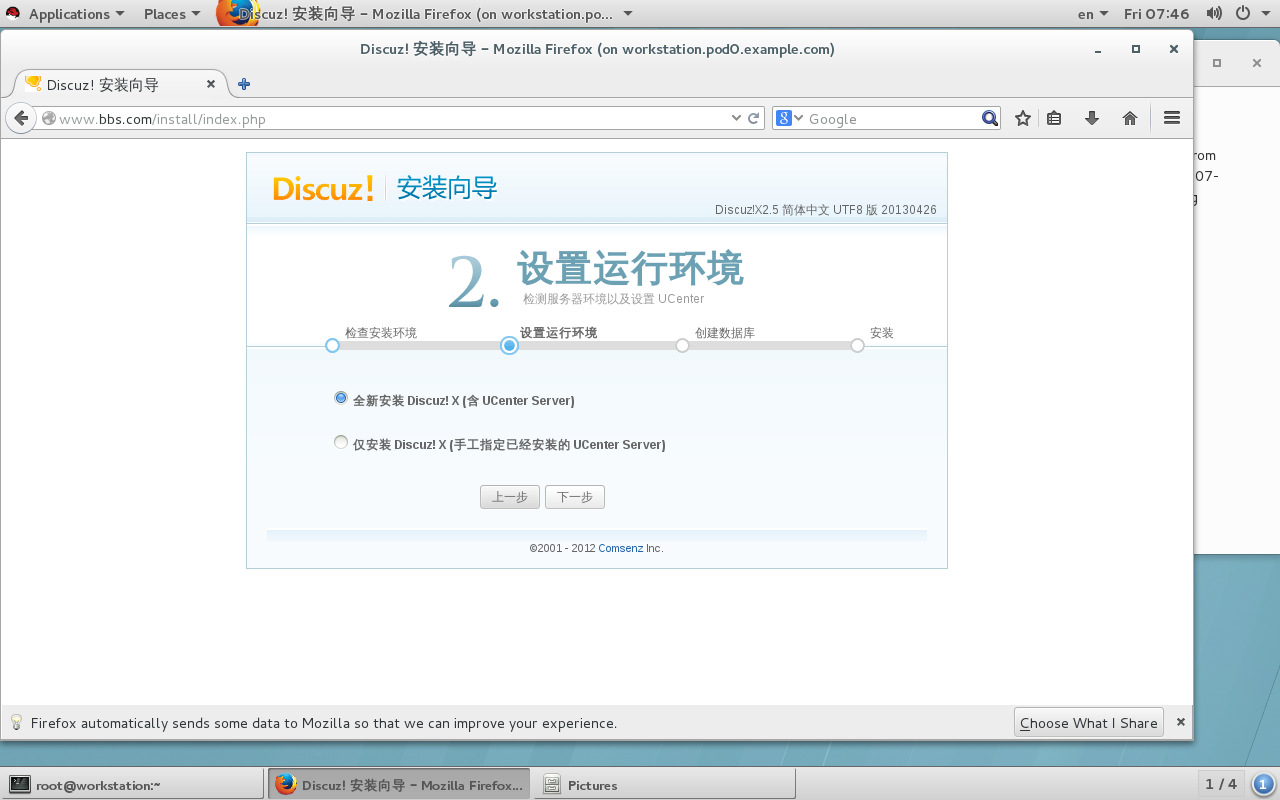 Applications Places Discuz! 安装向导 - Mozilla Firefox (on workstation.po... en Fri 07:46
Discuz! 安装向导 - Mozilla Firefox (on workstation.pod0.example.com)
Discuz! 安装向导
www.bbs.com/install/index.php
Google
rom
07-
g
Discuz! 安装向导
Discuz!X2.5 简体中文 UTF8 版 20130426
2. 设置运行环境
检测服务器环境以及设置 UCenter
检查安装环境 设置运行环境 创建数据库 安装
全新安装 Discuz! X (含 UCenter Server)
仅安装 Discuz! X (手工指定已经安装的 UCenter Server)
上一步 下一步
©2001 - 2012 Comsenz Inc.
Firefox automatically sends some data to Mozilla so that we can improve your experience. Choose What I Share
root@workstation:~ Discuz! 安装向导 - Mozilla Firefox... Pictures 1 / 4 1